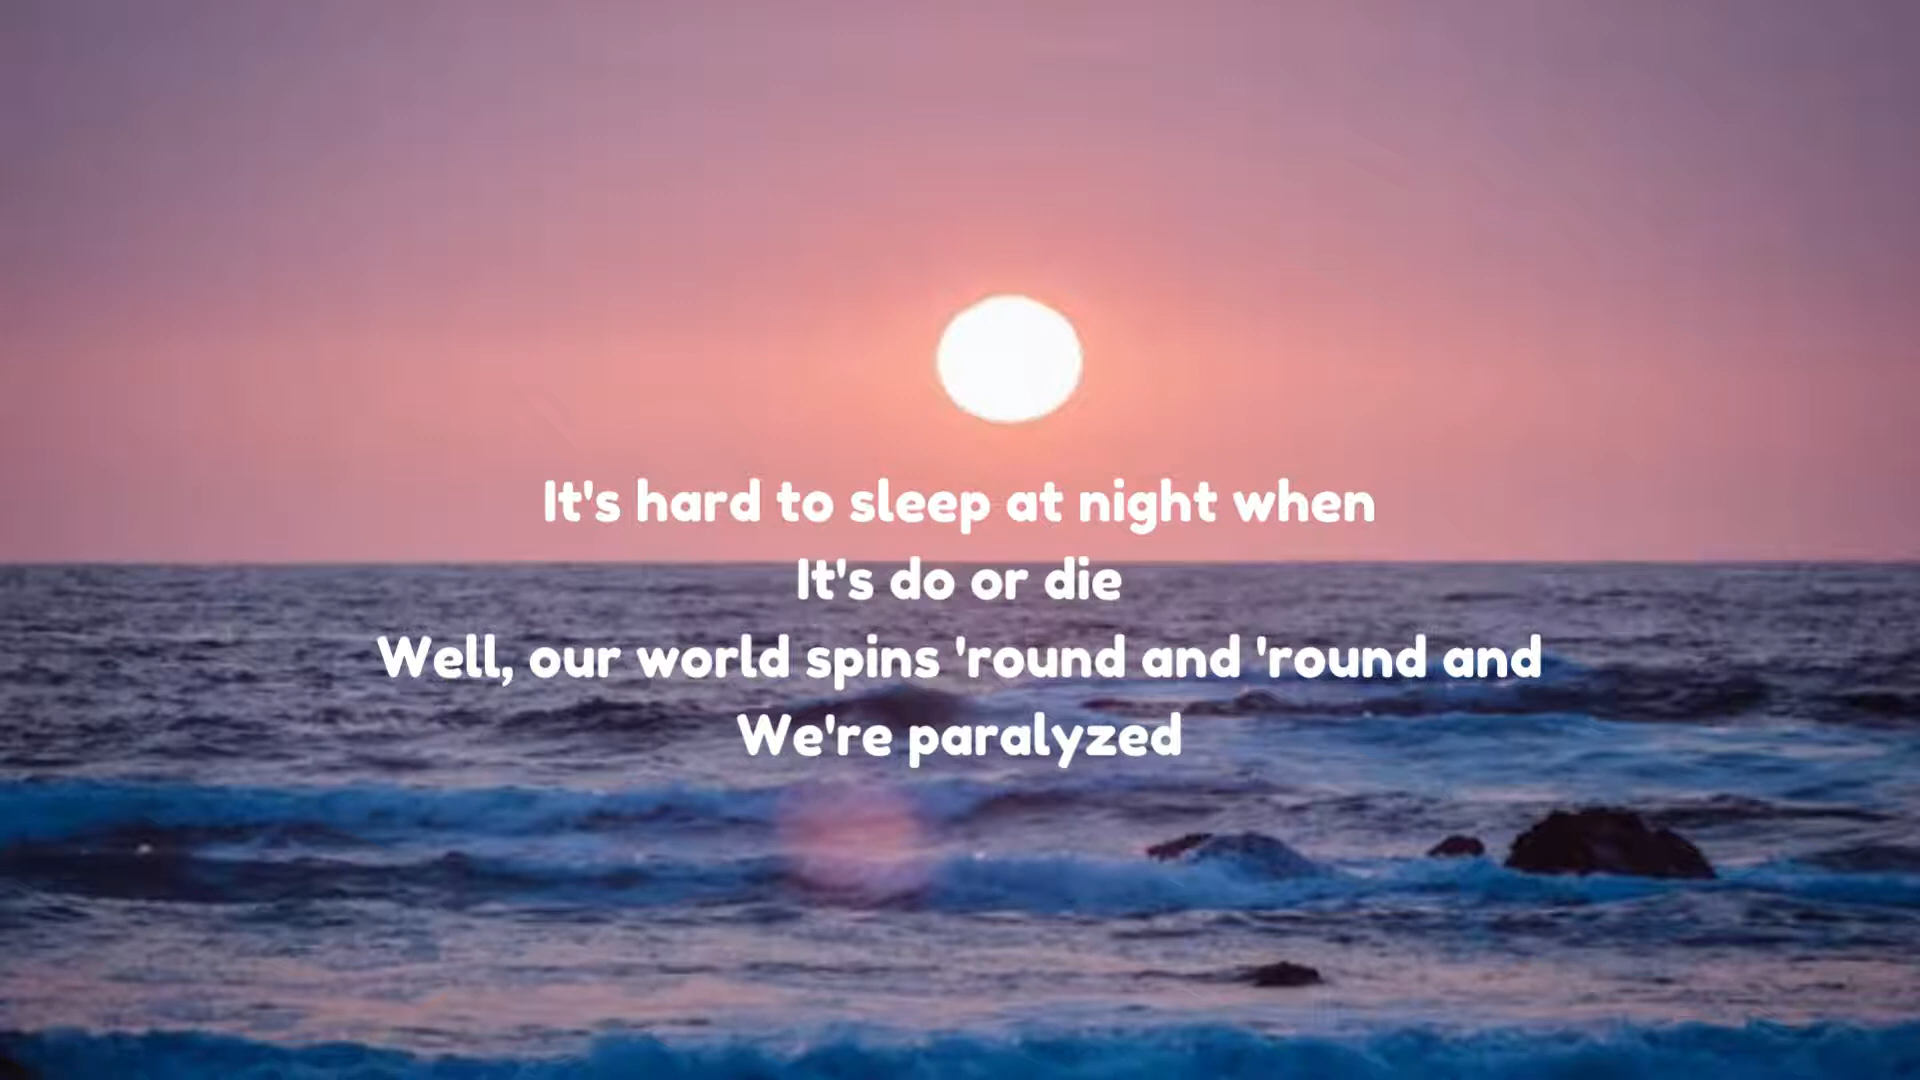 It's hard to sleep at night when
It's do or die
Well, our world spins 'round and 'round and
We're paralyzed